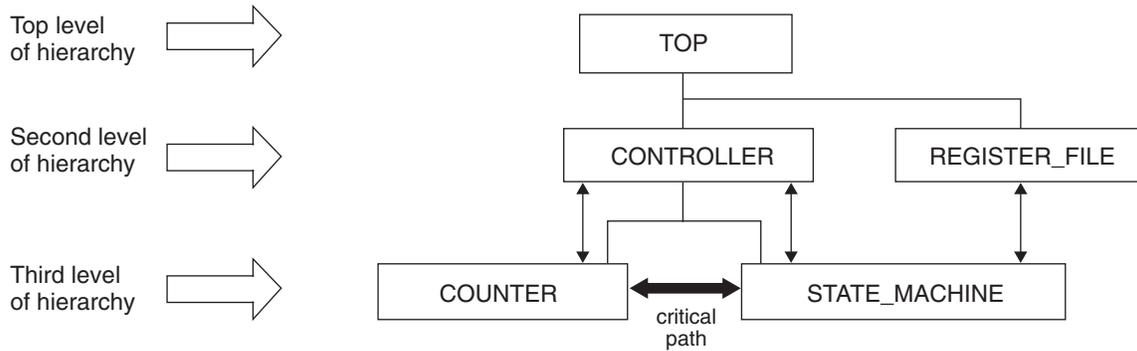 Top level
of hierarchy
TOP
Second level
of hierarchy
CONTROLLER
REGISTER_FILE
Third level
of hierarchy
COUNTER
critical
path
STATE_MACHINE